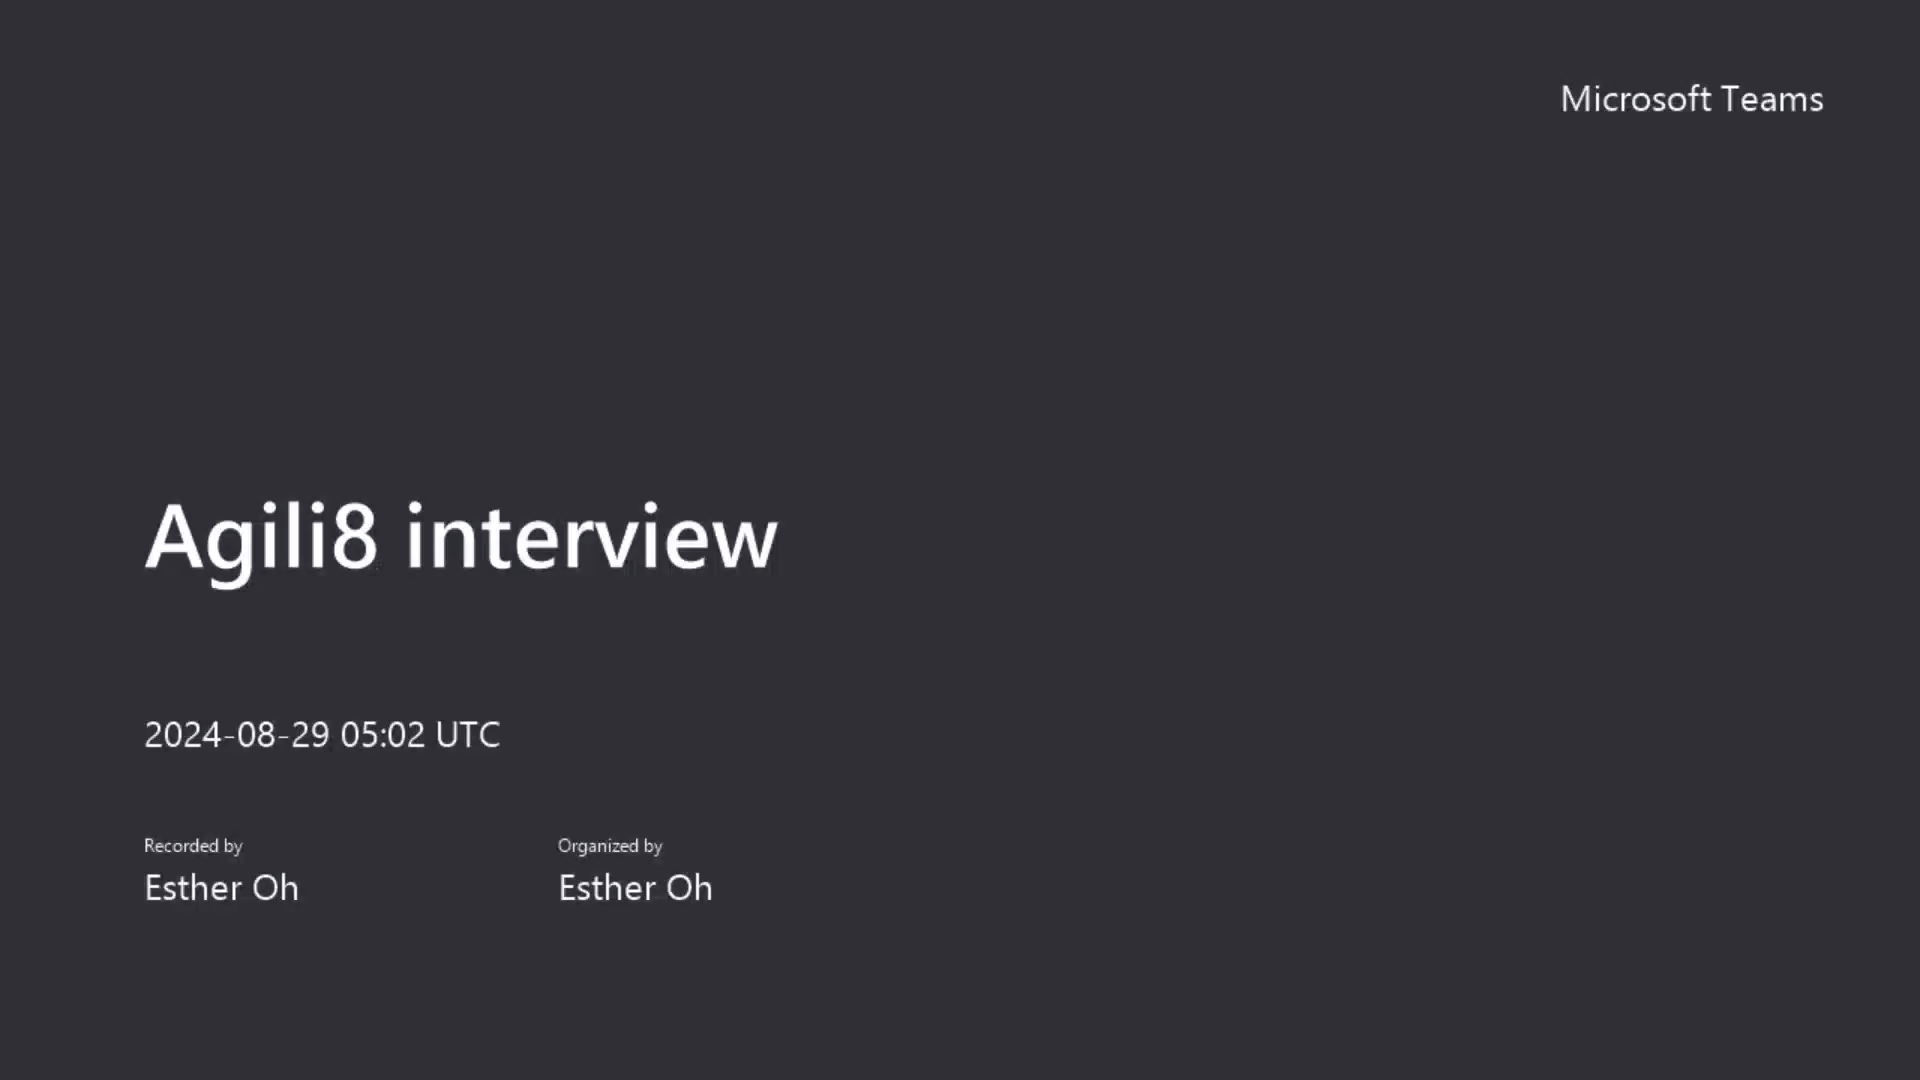 Microsoft Teams
Agili8 interview
2024-08-29 05:02 UTC
Recorded by
Esther Oh
Organized by
Esther Oh